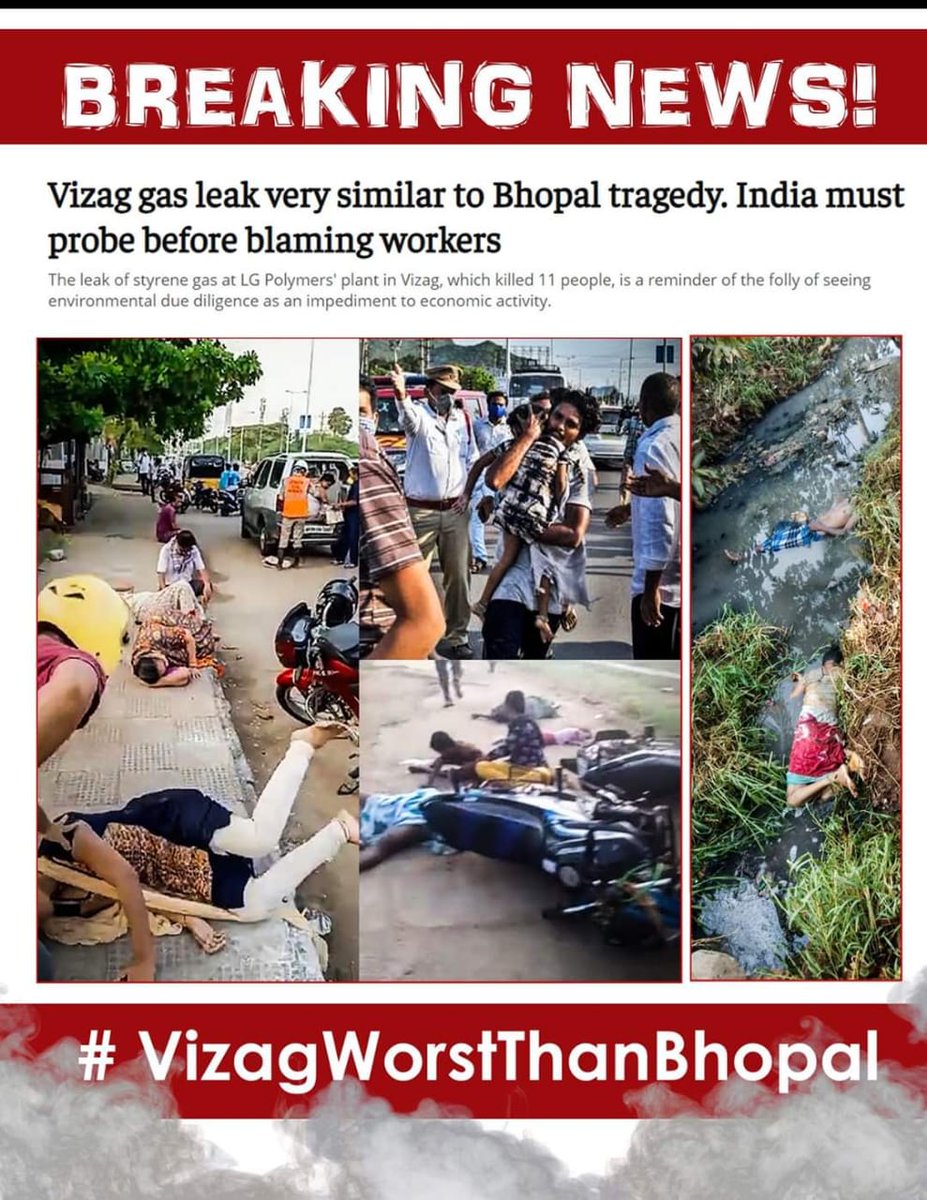 BREAKING NEWS!
Vizag gas leak very similar to Bhopal tragedy. India must
probe before blaming workers
The leak of styrene gas at LG Polymers' plant in Vizag, which killed 11 people, is a reminder of the folly of seeing
environmental due diligence as an impediment to economic activity.
# VizagWorstThanBhopal